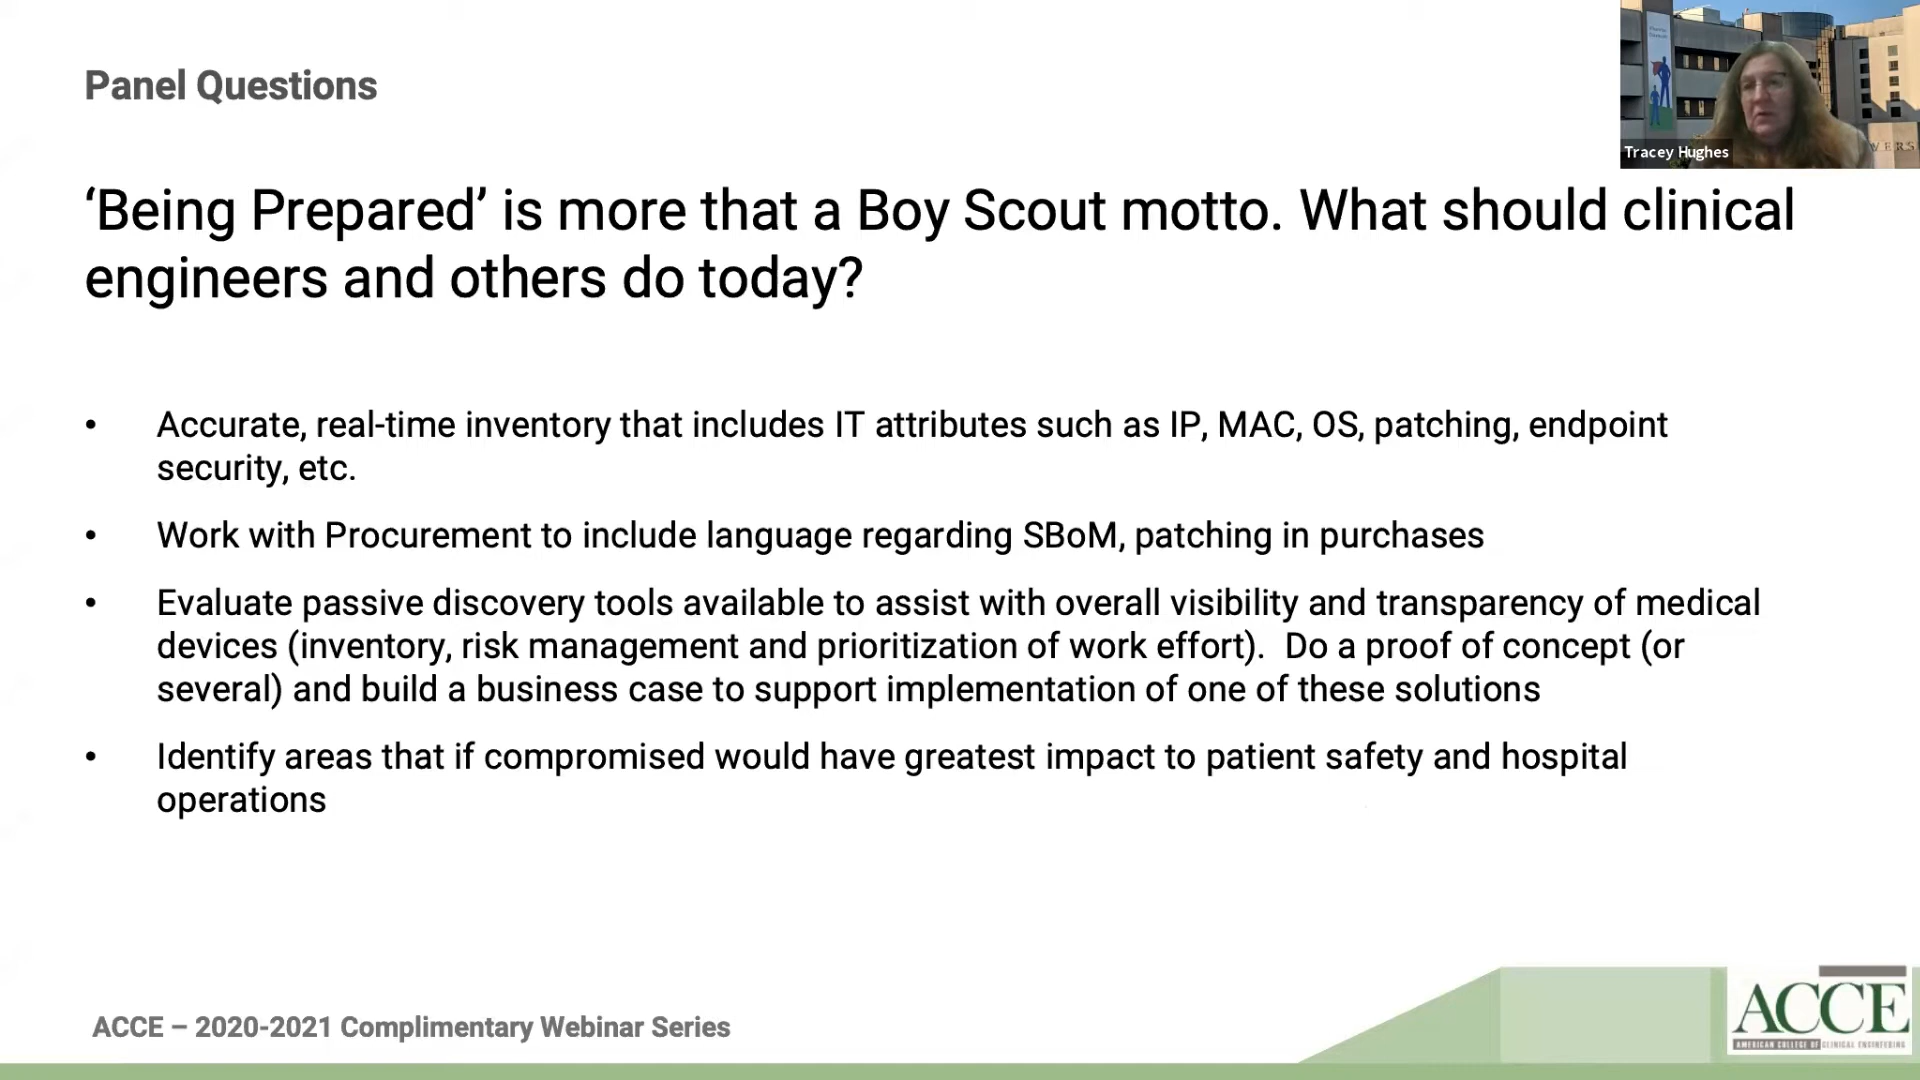 Panel Questions
Tracey Hughes
‘Being Prepared’ is more that a Boy Scout motto. What should clinical
engineers and others do today?
• Accurate, real-time inventory that includes IT attributes such as IP, MAC, OS, patching, endpoint
security, etc.
• Work with Procurement to include language regarding SBoM, patching in purchases
• Evaluate passive discovery tools available to assist with overall visibility and transparency of medical
devices (inventory, risk management and prioritization of work effort). Do a proof of concept (or
several) and build a business case to support implementation of one of these solutions
• Identify areas that if compromised would have greatest impact to patient safety and hospital
operations
ACCE – 2020-2021 Complimentary Webinar Series
ACCE
AMERICAN COLLEGE OF CLINICAL ENGINEERING